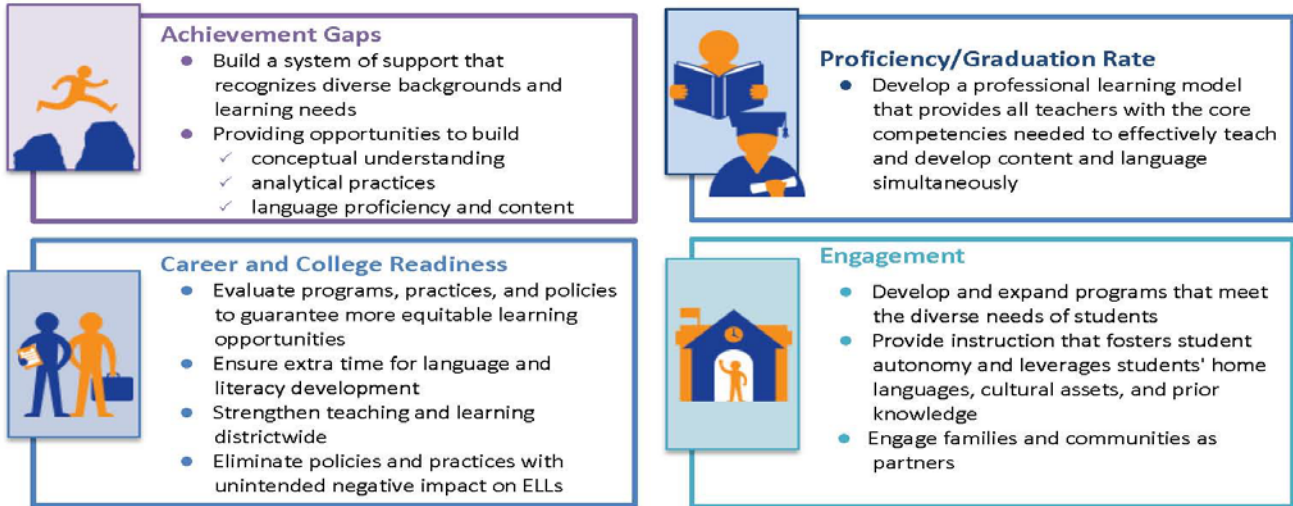 Achievement Gaps
● Build a system of support that
recognizes diverse backgrounds and
learning needs
● Providing opportunities to build
✓ conceptual understanding
✓ analytical practices
✓ language proficiency and content
Proficiency/Graduation Rate
● Develop a professional learning model
that provides all teachers with the core
competencies needed to effectively teach
and develop content and language
simultaneously
Career and College Readiness
● Evaluate programs, practices, and policies
to guarantee more equitable learning
opportunities
● Ensure extra time for language and
literacy development
● Strengthen teaching and learning
districtwide
● Eliminate policies and practices with
unintended negative impact on ELLs
Engagement
● Develop and expand programs that meet
the diverse needs of students
● Provide instruction that fosters student
autonomy and leverages students' home
languages, cultural assets, and prior
knowledge
● Engage families and communities as
partners